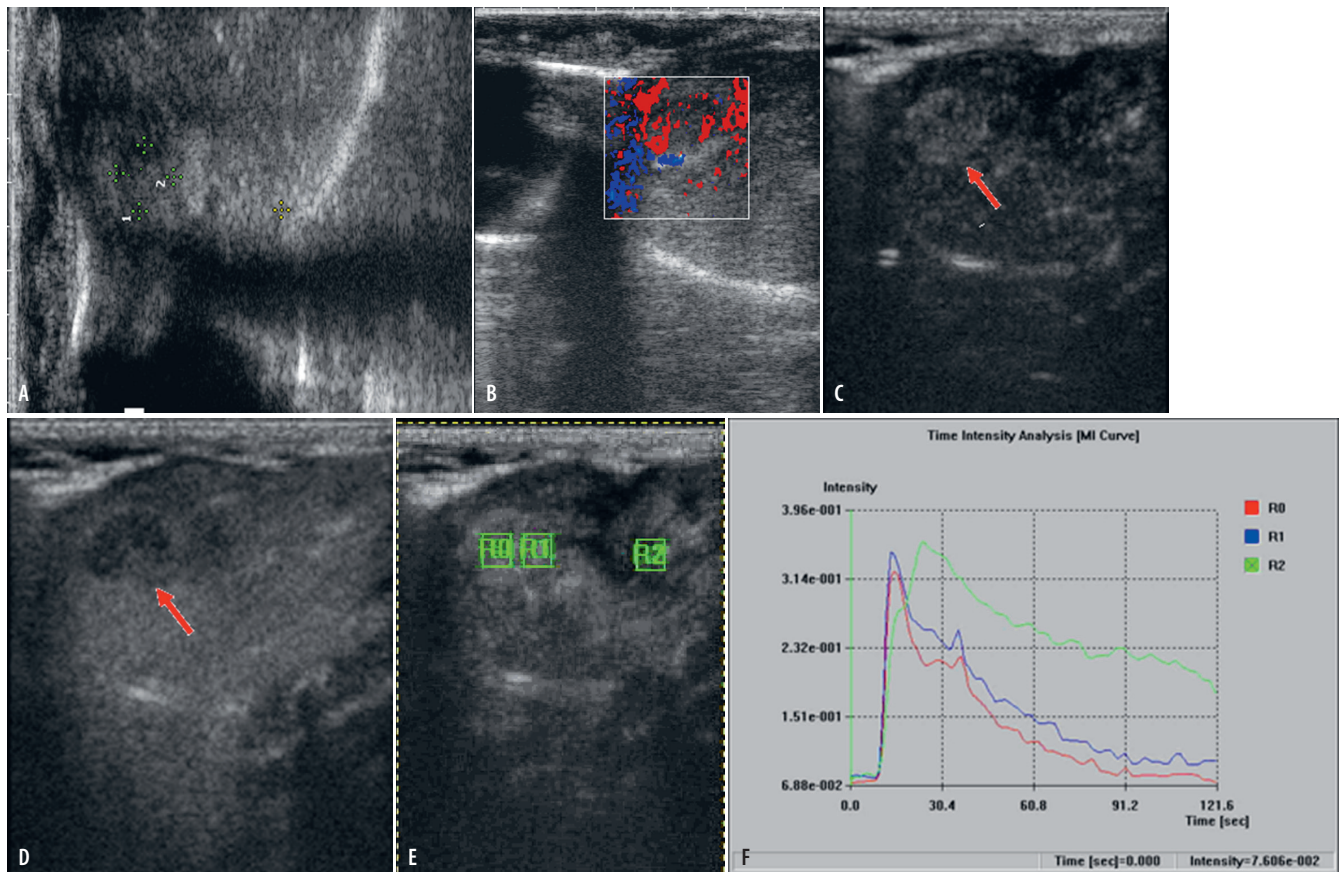 2
1
A
B
C
D
R0 R1 R2
E
Time Intensity Analysis [MI Curve]
Intensity
3.96e-001
3.14e-001
2.32e-001
1.51e-001
6.88e-002
0.0 30.4 60.8 91.2 121.6
Time [sec]
R0
R1
R2
F
Time [sec]=0.000 Intensity=7.606e-002